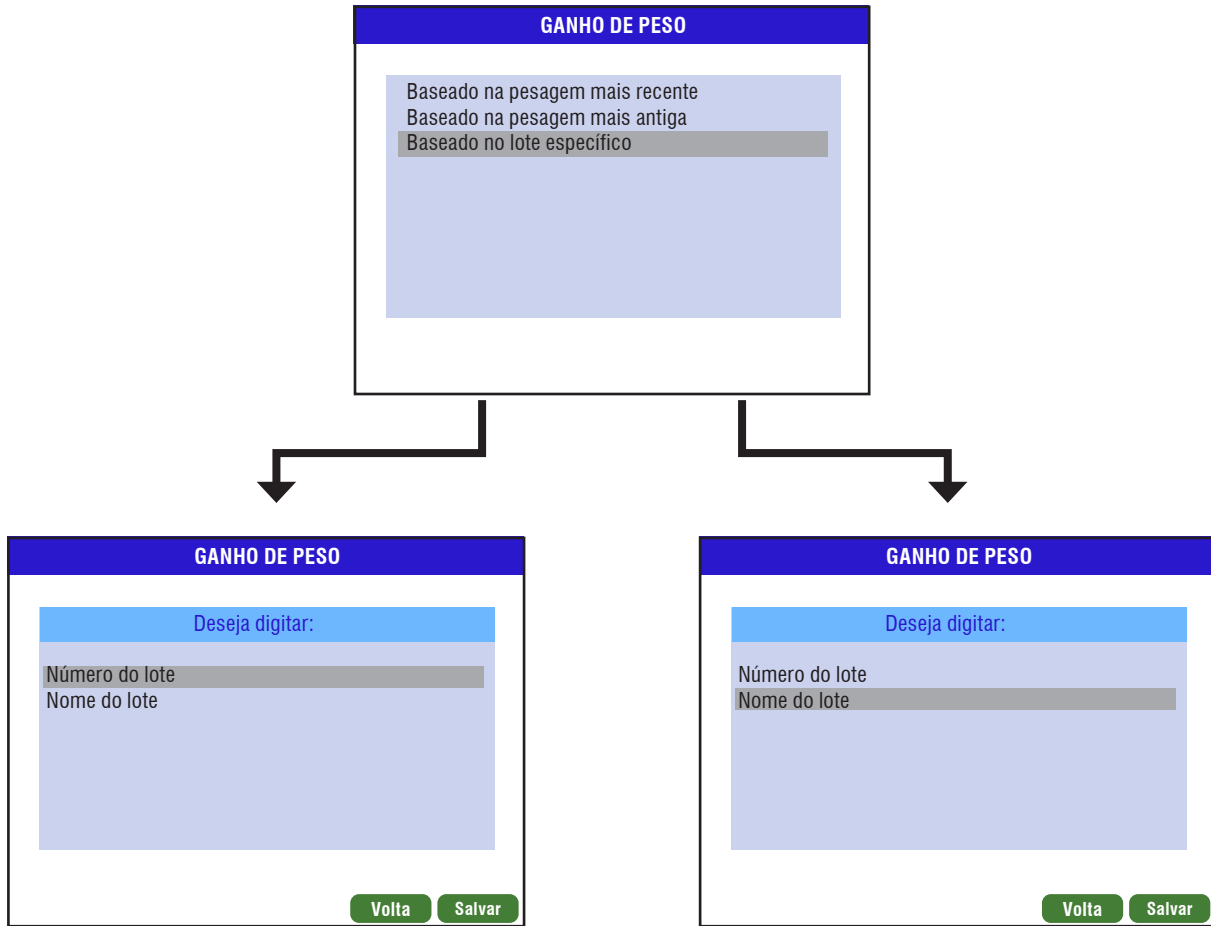 GANHO DE PESO
Baseado na pesagem mais recente
Baseado na pesagem mais antiga
Baseado no lote específico
GANHO DE PESO
Deseja digitar:
Número do lote
Nome do lote
Volta
Salvar
GANHO DE PESO
Deseja digitar:
Número do lote
Nome do lote
Volta
Salvar